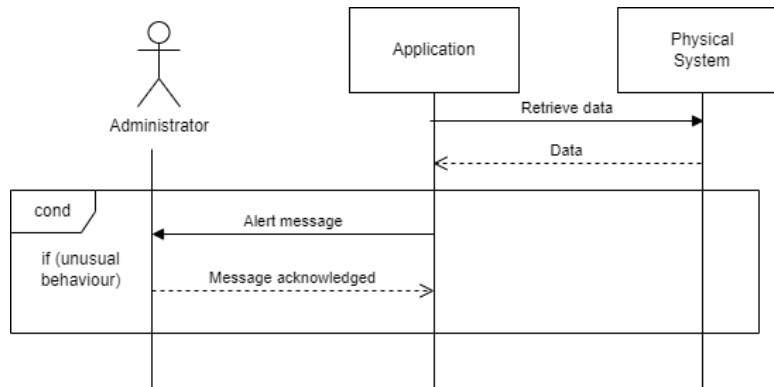 Application
Physical
System
Administrator
Retrieve data
Data
cond
Alert message
if (unusual
behaviour)
Message acknowledged